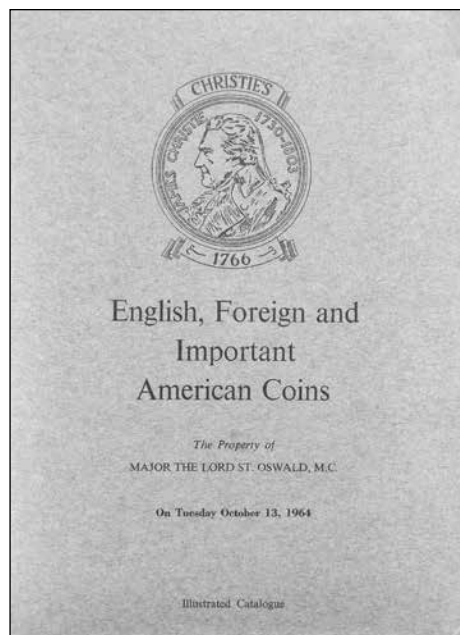 CHRISTIE'S
JAMES CHRISTIE 1730-1803
1766
English, Foreign and
Important
American Coins
The Property of
MAJOR THE LORD ST. OSWALD, M.C.
On Tuesday October 13, 1964
Illustrated Catalogue